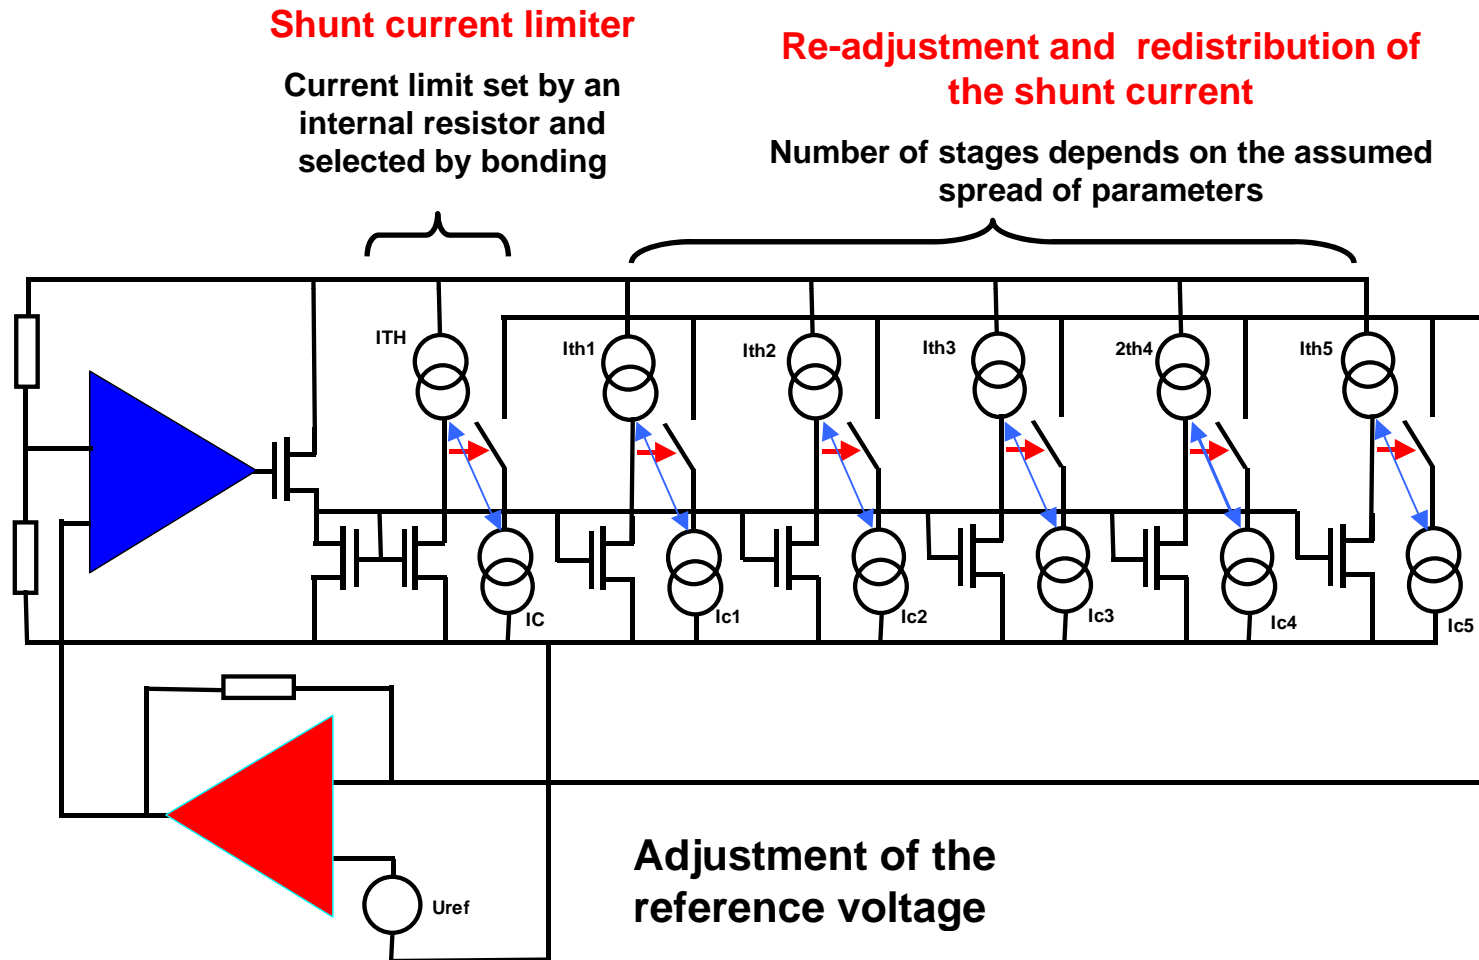 Shunt current limiter
Current limit set by an
internal resistor and
selected by bonding
Re-adjustment and redistribution of
the shunt current
Number of stages depends on the assumed
spread of parameters
ITH
Ith1
Ith2
Ith3
2th4
Ith5
IC
Ic1
Ic2
Ic3
Ic4
Ic5
Uref
Adjustment of the
reference voltage